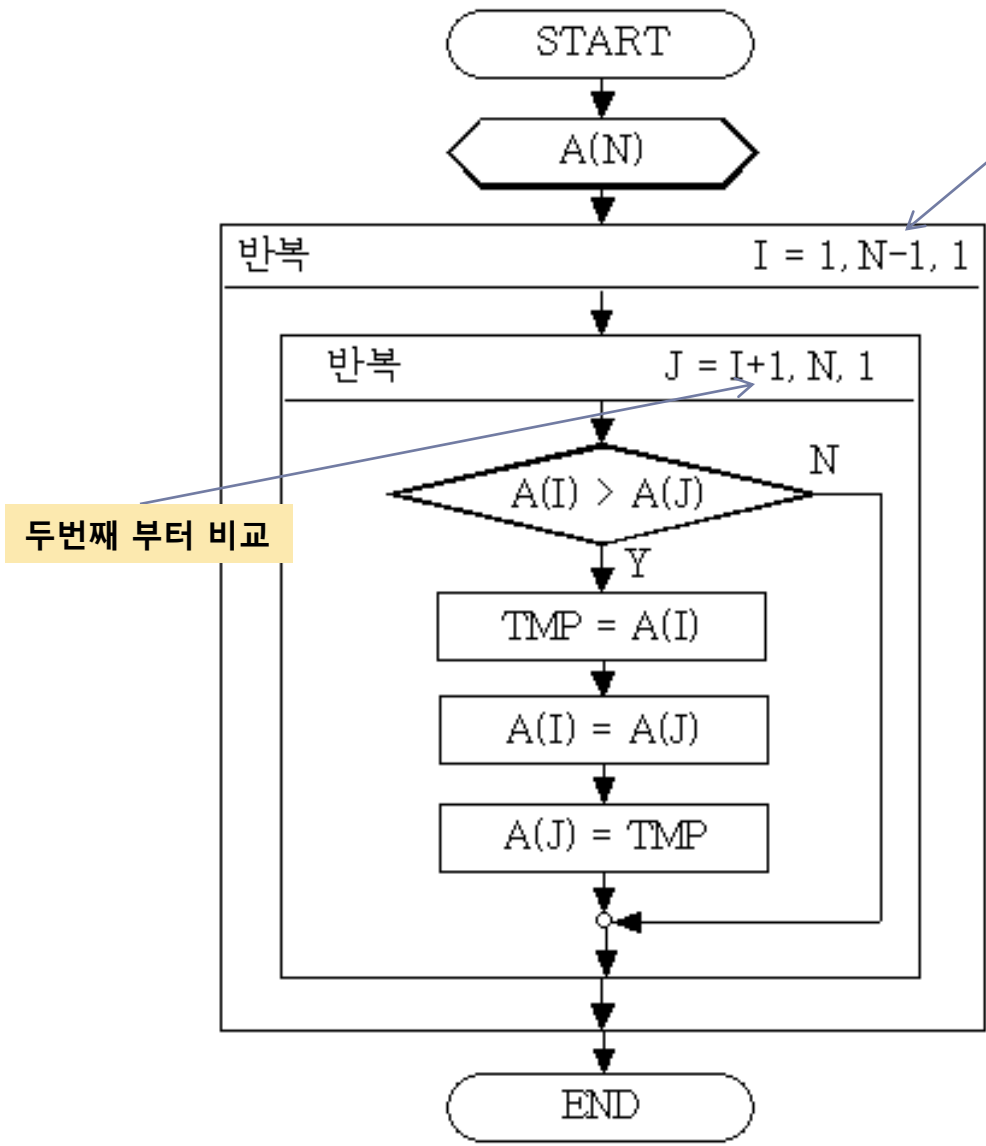 START
A(N)
반복 I = 1, N-1, 1
반복 J = I+1, N, 1
A(I) > A(J)
N
두번째 부터 비교
Y
TMP = A(I)
A(I) = A(J)
A(J) = TMP
END